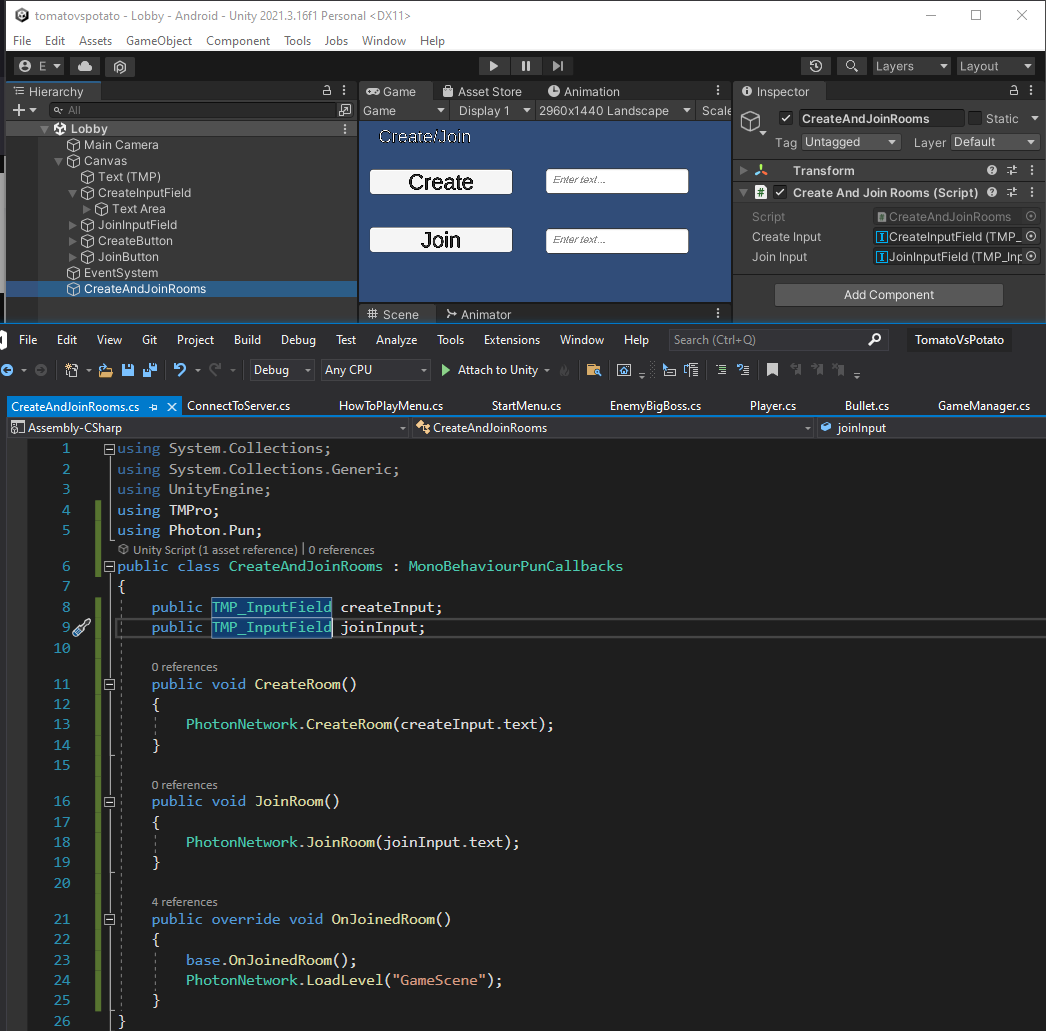 tomatovspotato - Lobby - Android - Unity 2021.3.16f1 Personal <DX11>
File Edit Assets GameObject Component Tools Jobs Window Help
E Layers Layout
Hierarchy
All
Lobby
Main Camera
Canvas
Text (TMP)
CreateInputField
Text Area
JoinInputField
CreateButton
JoinButton
EventSystem
CreateAndJoinRooms
Game Asset Store Animation
Game Display 1 2960x1440 Landscape Scale
Create/Join
Create Enter text...
Join Enter text...
Scene Animator
Inspector
CreateAndJoinRooms Static
Tag Untagged Layer Default
Transform
# Create And Join Rooms (Script)
Script CreateAndJoinRooms
Create Input CreateInputField (TMP_
Join Input JoinInputField (TMP_Inp
Add Component
File Edit View Git Project Build Debug Test Analyze Tools Extensions Window Help Search (Ctrl+Q) TomatoVsPotato
Debug Any CPU Attach to Unity
CreateAndJoinRooms.cs ConnectToServer.cs HowToPlayMenu.cs StartMenu.cs EnemyBigBoss.cs Player.cs Bullet.cs GameManager.cs
Assembly-CSharp CreateAndJoinRooms joinInput
1 using System.Collections;
2 using System.Collections.Generic;
3 using UnityEngine;
4 using TMPro;
5 using Photon.Pun;
Unity Script (1 asset reference) | 0 references
6 public class CreateAndJoinRooms : MonoBehaviourPunCallbacks
7 {
8 public TMP_InputField createInput;
9 public TMP_InputField joinInput;
10
0 references
11 public void CreateRoom()
12 {
13 PhotonNetwork.CreateRoom(createInput.text);
14 }
15
0 references
16 public void JoinRoom()
17 {
18 PhotonNetwork.JoinRoom(joinInput.text);
19 }
20
4 references
21 public override void OnJoinedRoom()
22 {
23 base.OnJoinedRoom();
24 PhotonNetwork.LoadLevel("GameScene");
25 }
26 }